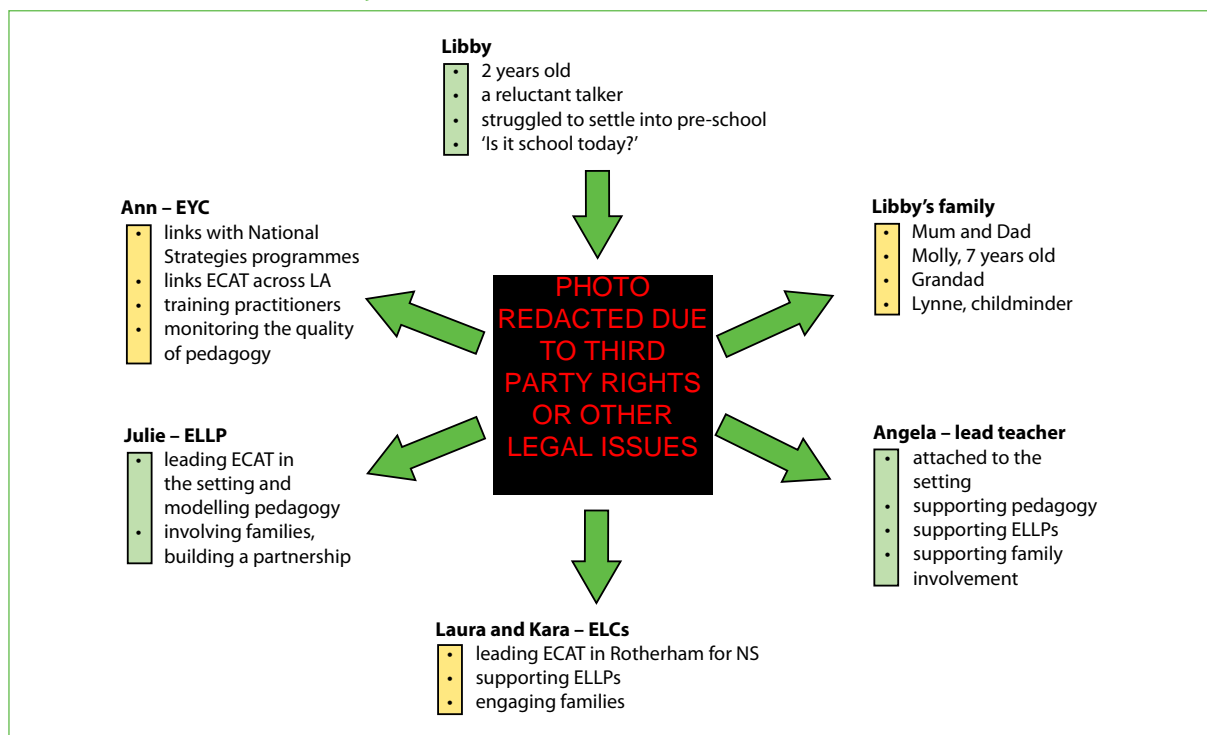 Libby
• 2 years old
• a reluctant talker
• struggled to settle into pre-school
• ‘Is it school today?’
Ann – EYC
• links with National
Strategies programmes
• links ECAT across LA
• training practitioners
• monitoring the quality
of pedagogy
Libby’s family
• Mum and Dad
• Molly, 7 years old
• Grandad
• Lynne, childminder
PHOTO
REDACTED DUE
TO THIRD
PARTY RIGHTS
OR OTHER
LEGAL ISSUES
Julie – ELLP
• leading ECAT in
the setting and
modelling pedagogy
• involving families,
building a partnership
Angela – lead teacher
• attached to the
setting
• supporting pedagogy
• supporting ELLPs
• supporting family
involvement
Laura and Kara – ELCs
• leading ECAT in Rotherham for NS
• supporting ELLPs
• engaging families